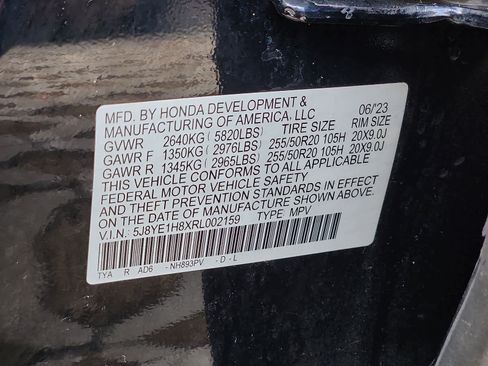 MFD. BY HONDA DEVELOPMENT &
MANUFACTURING OF AMERICA, LLC 06/'23
GVWR 2640KG (5820LBS) TIRE SIZE RIM SIZE
GAWR F 1350KG (2976LBS) 255/50R20 105H 20X9.0J
GAWR R 1345KG (2965LBS) 255/50R20 105H 20X9.0J
THIS VEHICLE CONFORMS TO ALL APPLICABLE
FEDERAL MOTOR VEHICLE SAFETY
AND THEFT PREVENTION STANDARDS IN EFFECT
ON THE DATE OF MANUFACTURE SHOWN ABOVE.
V.I.N.: 5J8YE1H8XRL002159 TYPE MPV
TYA R AD6 - NH893PV - D - L